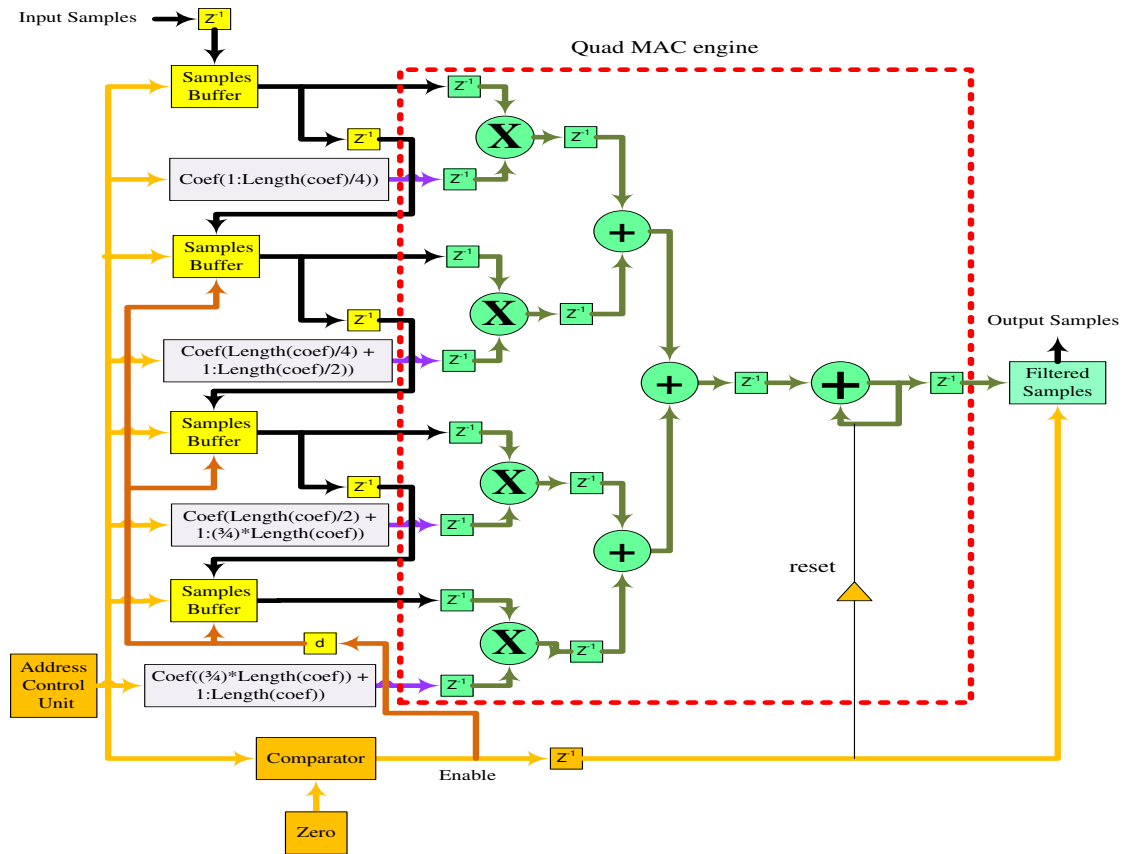 Input Samples
Z⁻¹
Quad MAC engine
Samples
Buffer
Z⁻¹
X
Z⁻¹
Z⁻¹
Coef(1:Length(coef)/4))
Z⁻¹
+
Samples
Buffer
Z⁻¹
X
Z⁻¹
Z⁻¹
Output Samples
Coef(Length(coef)/4) +
1:Length(coef)/2))
Z⁻¹
+
Z⁻¹
+
Z⁻¹
Filtered
Samples
Samples
Buffer
Z⁻¹
X
Z⁻¹
Z⁻¹
Coef(Length(coef)/2) +
1:(¾)*Length(coef))
Z⁻¹
+
reset
Samples
Buffer
Z⁻¹
X
Z⁻¹
d
Address
Control
Unit
Coef((¾)*Length(coef)) +
1:Length(coef))
Z⁻¹
Comparator
Enable
Z⁻¹
Zero